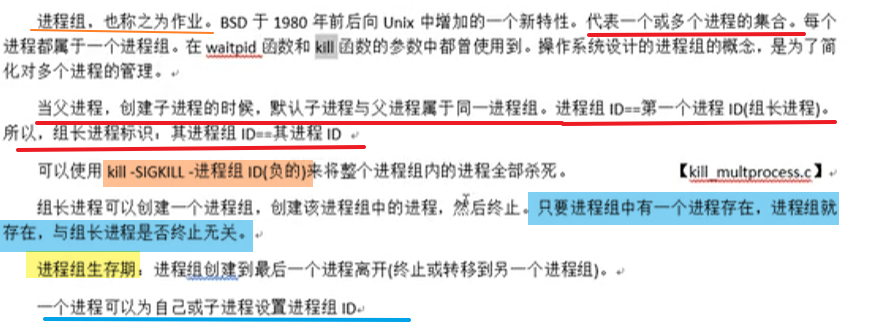 进程组，也称之为作业。BSD 于 1980 年前后向 Unix 中增加的一个新特性。代表一个或多个进程的集合。每个
进程都属于一个进程组。在 waitpid 函数和 kill 函数的参数中都曾使用到。操作系统设计的进程组的概念，是为了简
化对多个进程的管理。
当父进程，创建子进程的时候，默认子进程与父进程属于同一进程组。进程组 ID==第一个进程 ID(组长进程)。
所以，组长进程标识：其进程组 ID==其进程 ID
可以使用 kill -SIGKILL -进程组 ID(负的)来将整个进程组内的进程全部杀死。 【kill_multprocess.c】
组长进程可以创建一个进程组，创建该进程组中的进程，然后终止。只要进程组中有一个进程存在，进程组就
存在，与组长进程是否终止无关。
进程组生存期：进程组创建到最后一个进程离开(终止或转移到另一个进程组)。
一个进程可以为自己或子进程设置进程组 ID